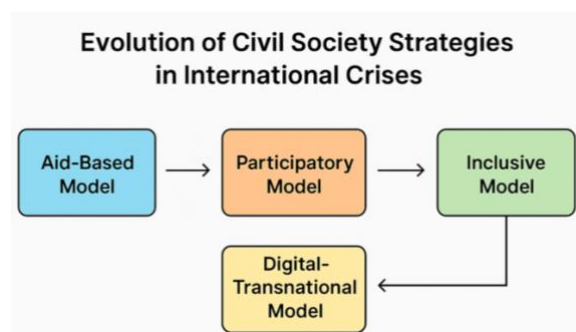 Evolution of Civil Society Strategies
in International Crises
Aid-Based
Model
Participatory
Model
Inclusive
Model
Digital-
Transnational
Model